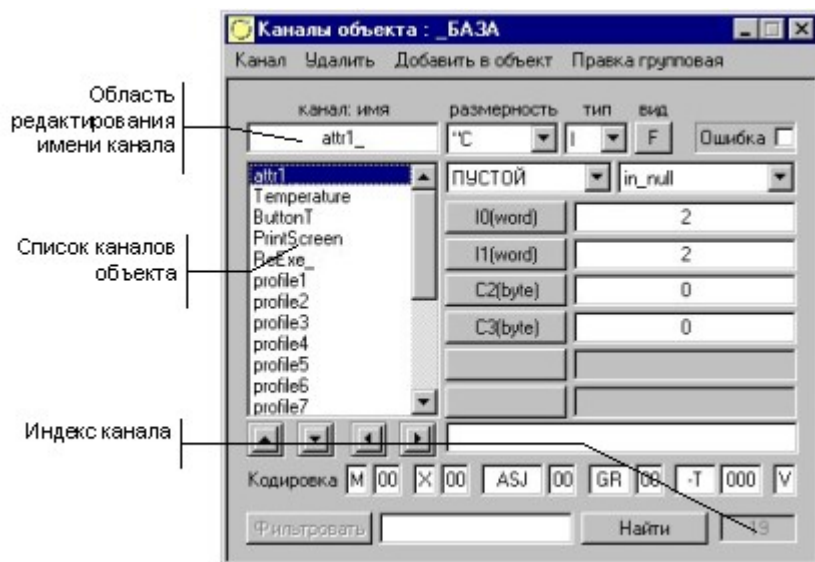 Каналы объекта : _БАЗА
Канал Удалить Добавить в объект Правка групповая
Область редактирования имени канала
канал: имя размерность тип вид
attr1_ °C I F Ошибка
attr1
Temperature
ButtonT
PrintScreen
ReExe_
profile1
profile2
profile3
profile4
profile5
profile6
profile7
Список каналов объекта
ПУСТОЙ in_null
I0(word) 2
I1(word) 2
C2(byte) 0
C3(byte) 0
Индекс канала
Кодировка M 00 X 00 ASJ 00 GR 00 -T 000 V
Фильтровать Найти 19